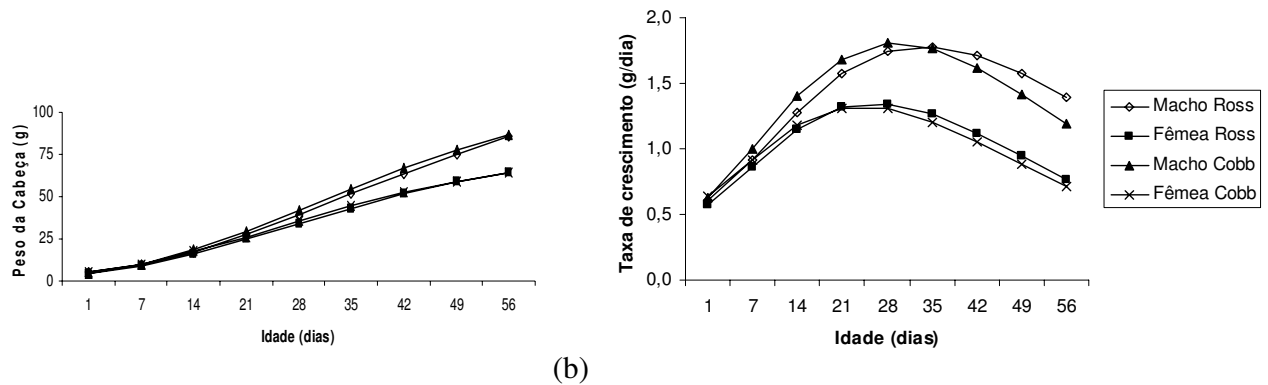 Peso da Cabeça (g)
100
75
50
25
0
1 7 14 21 28 35 42 49 56
Idade (dias)
(b)
Taxa de crescimento (g/dia)
2,0
1,5
1,0
0,5
0,0
1 7 14 21 28 35 42 49 56
Idade (dias)
Macho Ross
Fêmea Ross
Macho Cobb
Fêmea Cobb